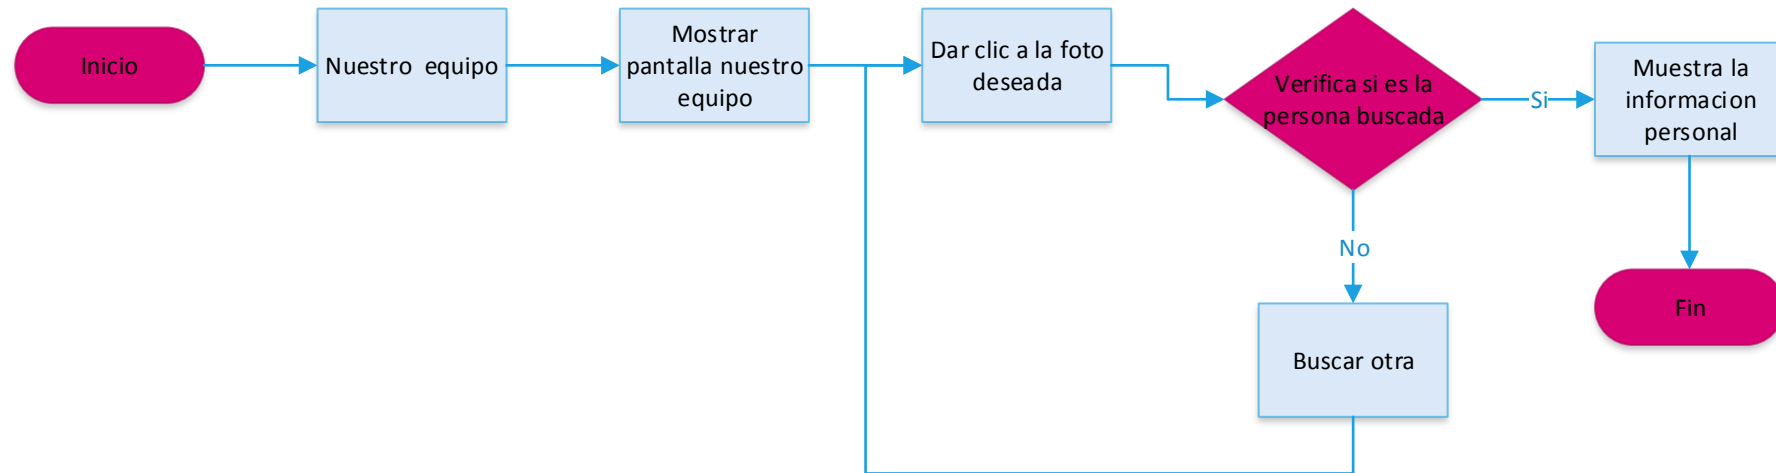 Inicio
Nuestro equipo
Mostrar
pantalla nuestro
equipo
Dar clic a la foto
deseada
Verifica si es la
persona buscada
Si
Muestra la
informacion
personal
No
Fin
Buscar otra